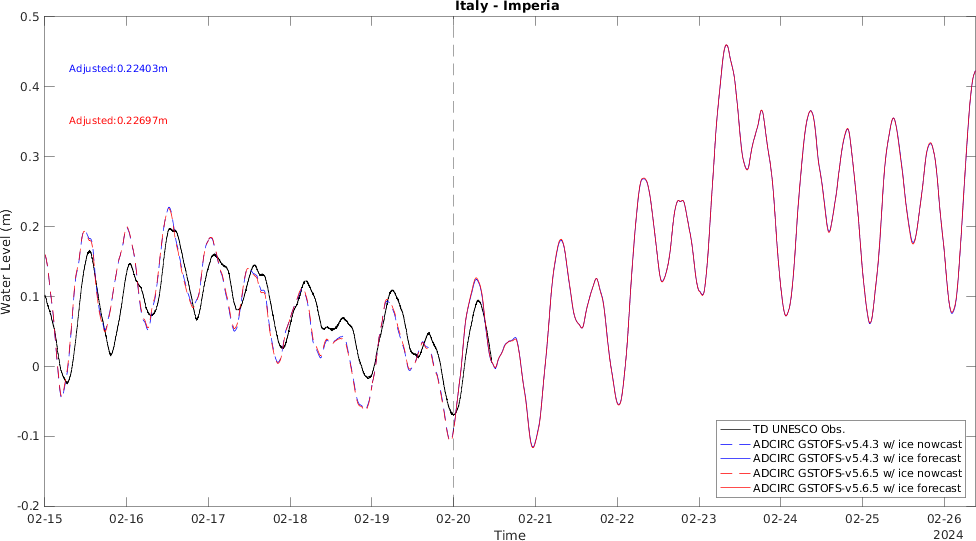 Italy - Imperia
Adjusted:0.22403m
Adjusted:0.22697m
Water Level (m)
0.5
0.4
0.3
0.2
0.1
0
-0.1
-0.2
02-15 02-16 02-17 02-18 02-19 02-20 02-21 02-22 02-23 02-24 02-25 02-26
Time
2024
TD UNESCO Obs.
ADCIRC GSTOFS-v5.4.3 w/ ice nowcast
ADCIRC GSTOFS-v5.4.3 w/ ice forecast
ADCIRC GSTOFS-v5.6.5 w/ ice nowcast
ADCIRC GSTOFS-v5.6.5 w/ ice forecast